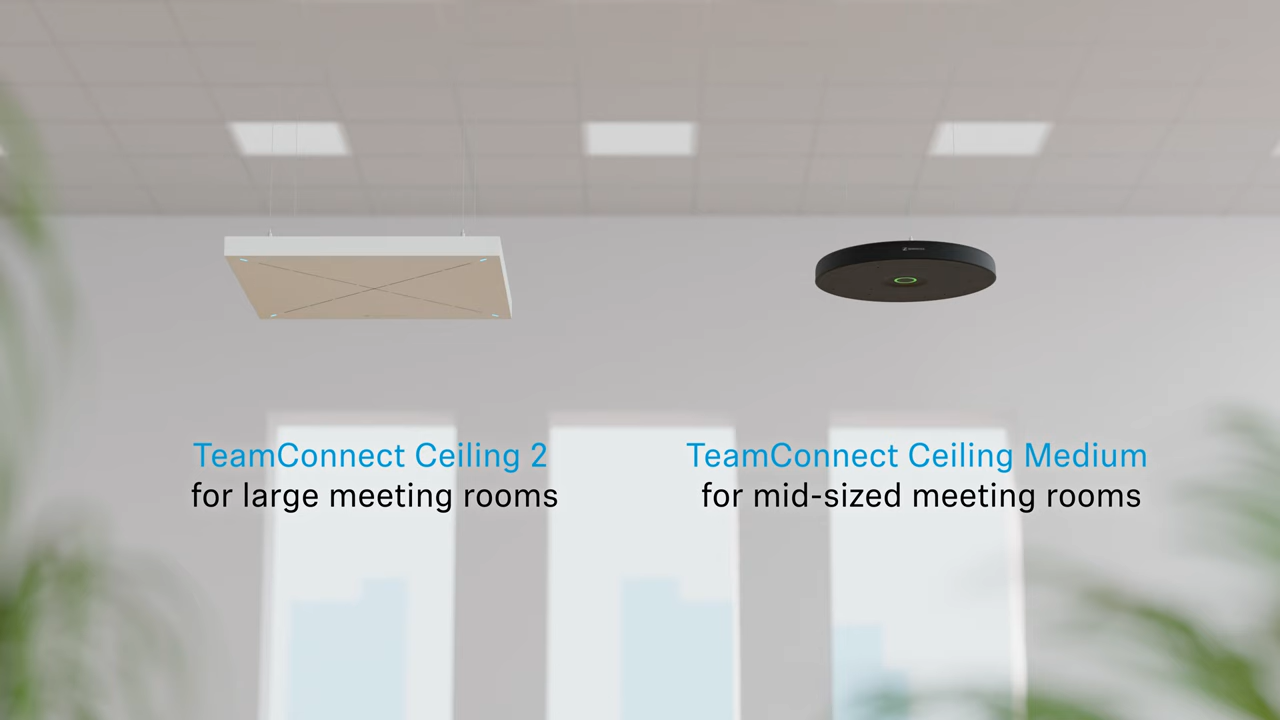 TeamConnect Ceiling 2
for large meeting rooms
TeamConnect Ceiling Medium
for mid-sized meeting rooms